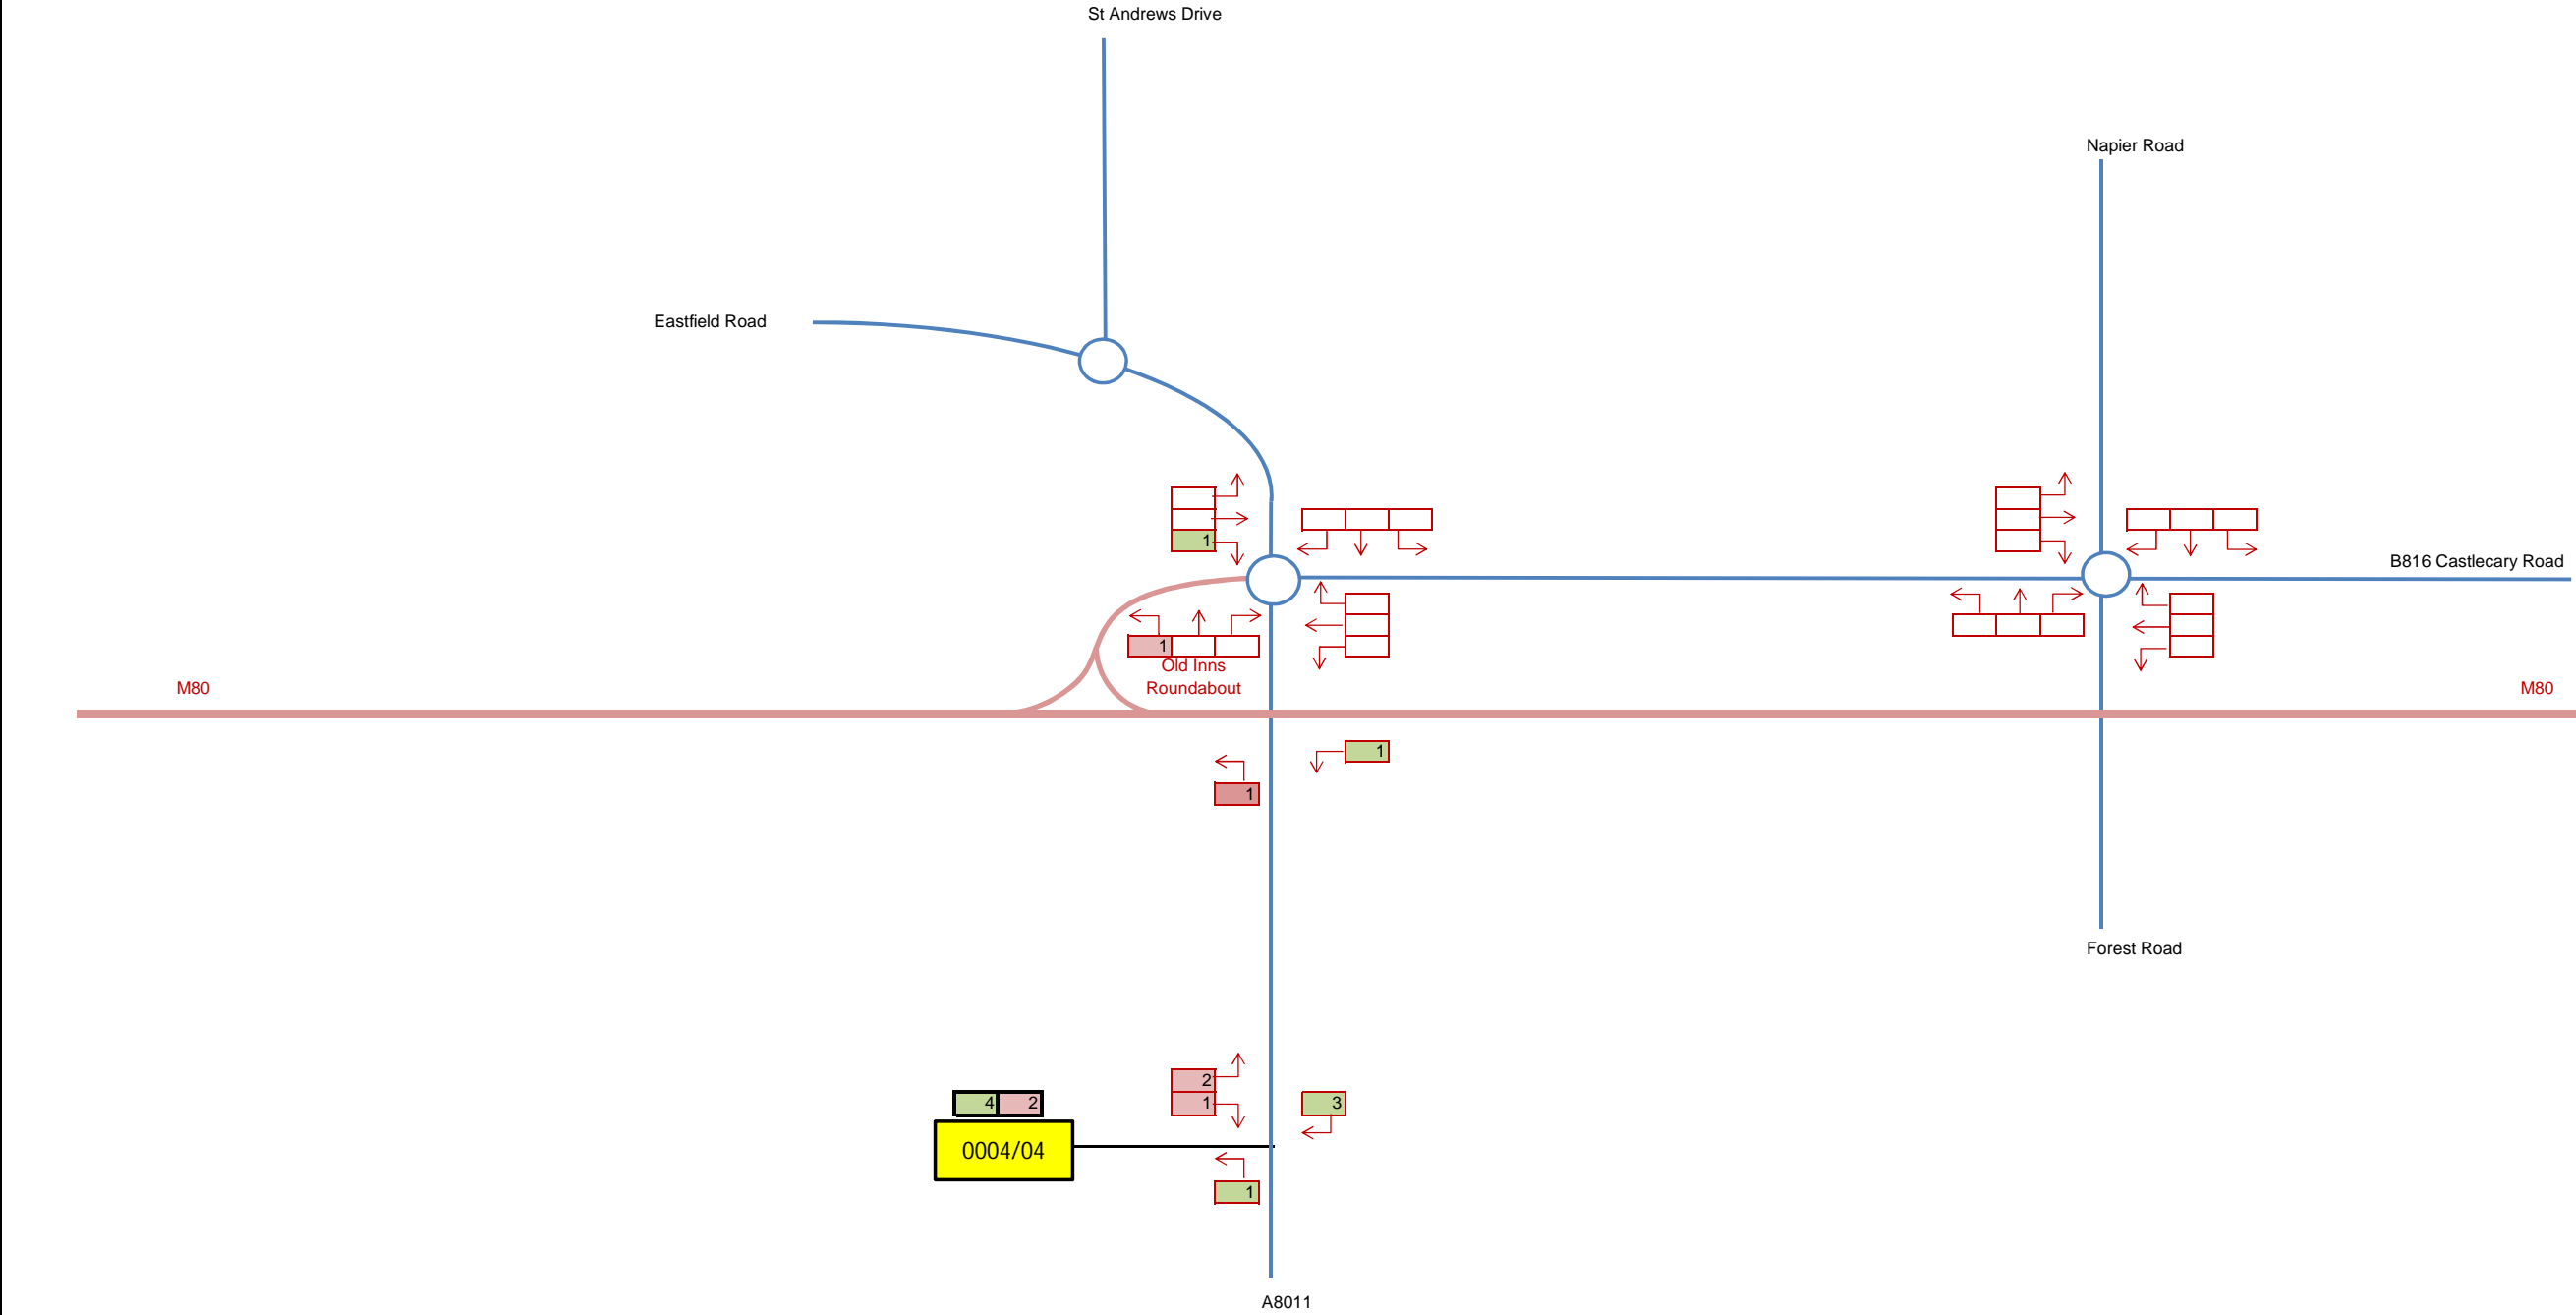 St Andrews Drive
Napier Road
Eastfield Road
1
B816 Castlecary Road
1
Old Inns
Roundabout
M80
M80
1
1
Forest Road
2
4 2
1
3
0004/04
1
A8011